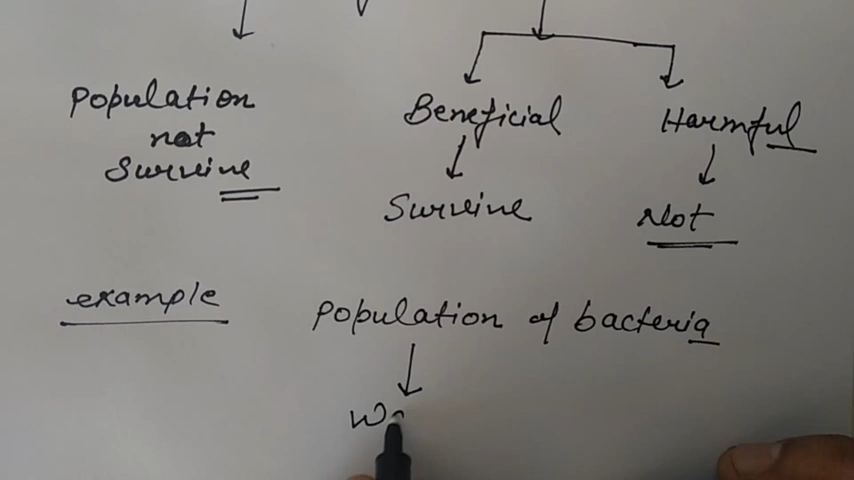 Population
not
Survive
Beneficial
Harmful
Survive
Not
example
Population of bacteria